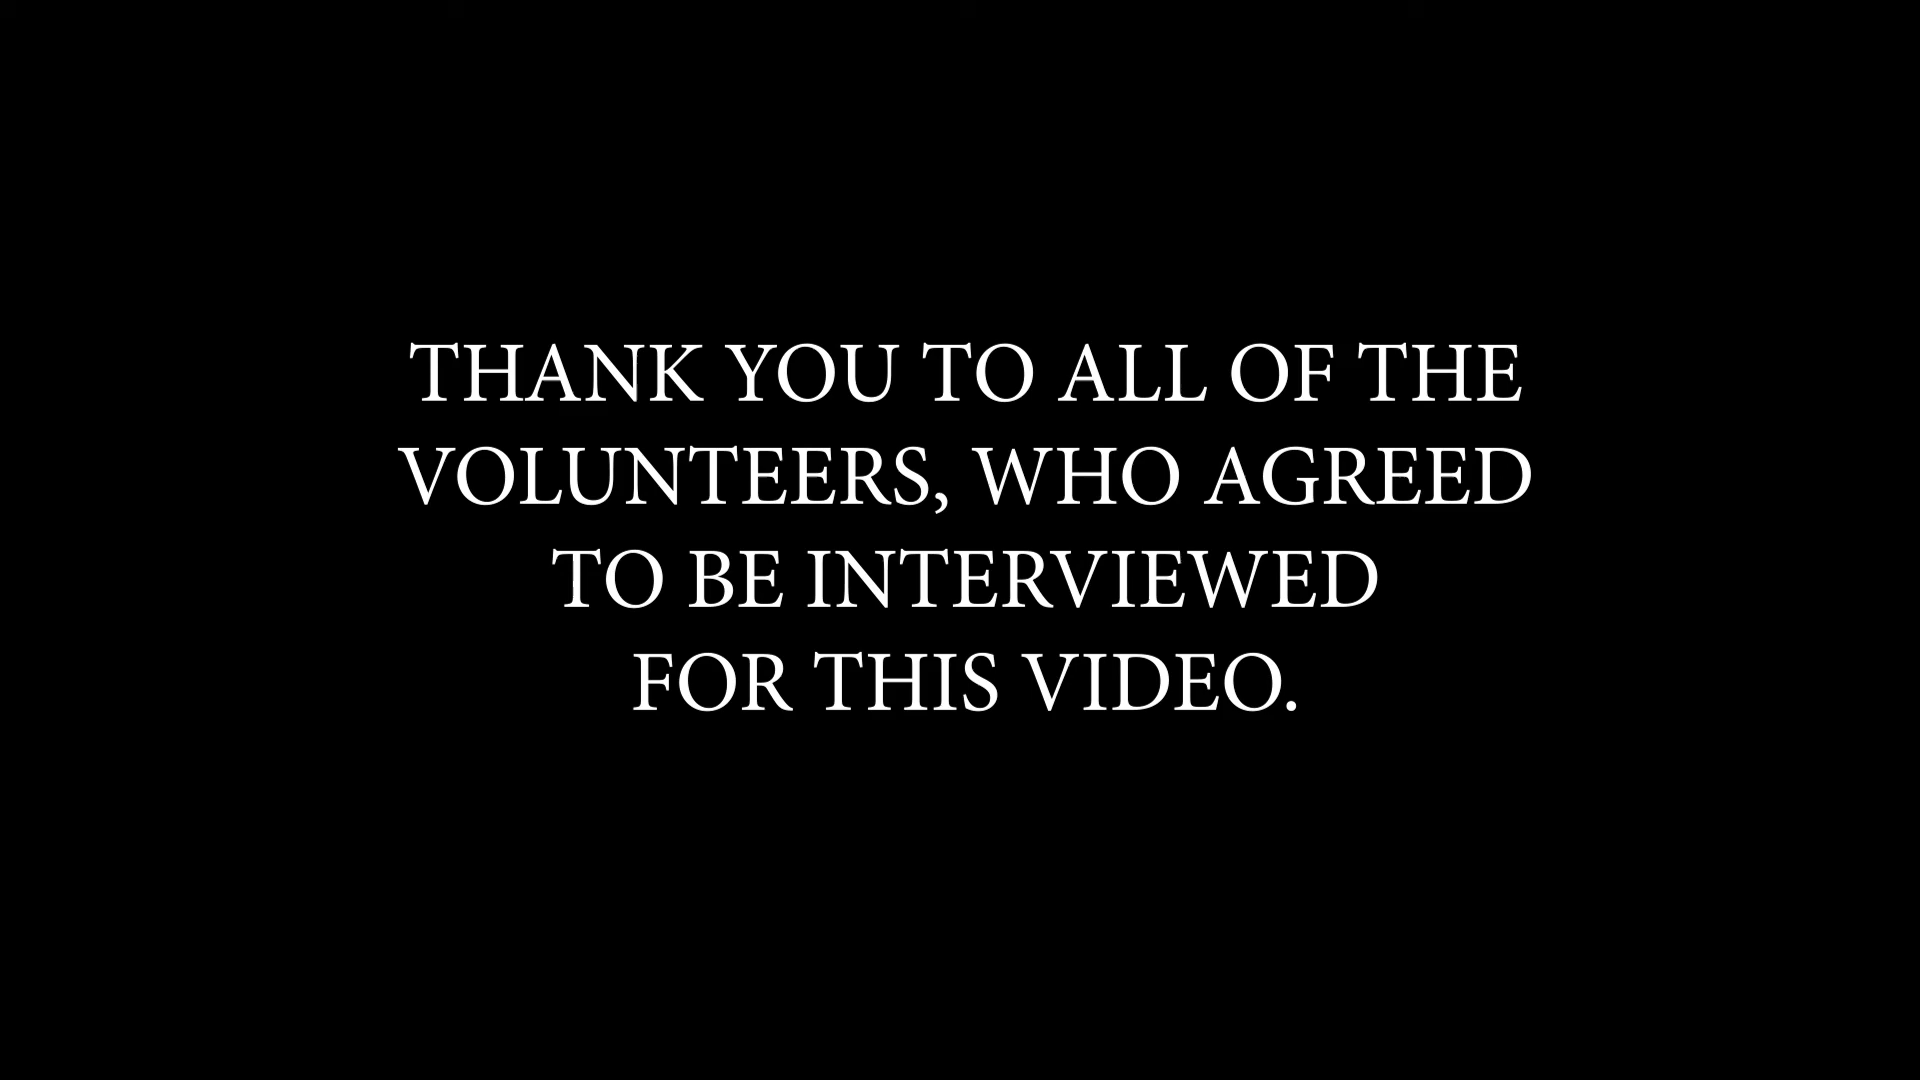 THANK YOU TO ALL OF THE
VOLUNTEERS, WHO AGREED
TO BE INTERVIEWED
FOR THIS VIDEO.